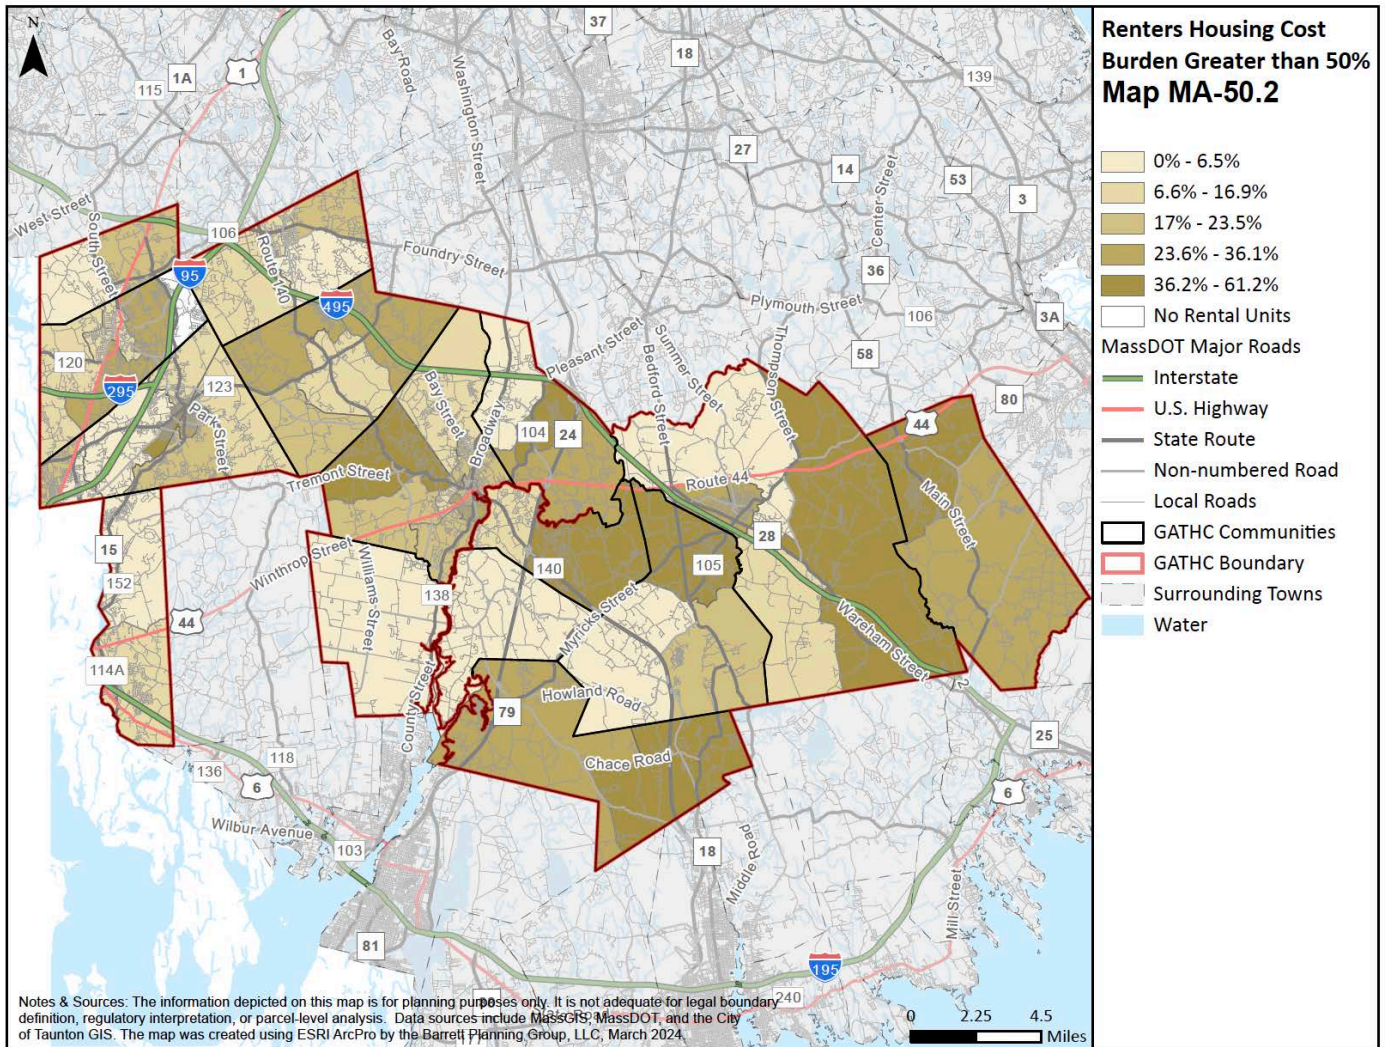 Renters Housing Cost
Burden Greater than 50%
Map MA-50.2
0% - 6.5%
6.6% - 16.9%
17% - 23.5%
23.6% - 36.1%
36.2% - 61.2%
No Rental Units
MassDOT Major Roads
Interstate
U.S. Highway
State Route
Non-numbered Road
Local Roads
GATHC Communities
GATHC Boundary
Surrounding Towns
Water
N
37
18
1
1A
115
Bay Road
Washington Street
139
27
14
53
3
Center Street
West Street
South Street
106
Route 140
Foundry Street
36
95
495
Plymouth Street
106
3A
Pleasant Street
Summer Street
Thompson Street
58
120
295
123
Park Street
Bay Street
Broadway
Bedford Street
80
104
24
44
Tremont Street
Route 44
Main Street
15
152
Winthrop Street
Williams Street
28
140
105
138
44
Myricks Street
Wareham Street
114A
County Street
Howland Road
79
2
25
118
136
6
Chace Road
6
Wilbur Avenue
103
18
Middle Road
Mill Street
81
195
240
177
Notes & Sources: The information depicted on this map is for planning purposes only. It is not adequate for legal boundary
definition, regulatory interpretation, or parcel-level analysis. Data sources include MassGIS, MassDOT, and the City
of Taunton GIS. The map was created using ESRI ArcPro by the Barrett Planning Group, LLC, March 2024.
0 2.25 4.5
Miles